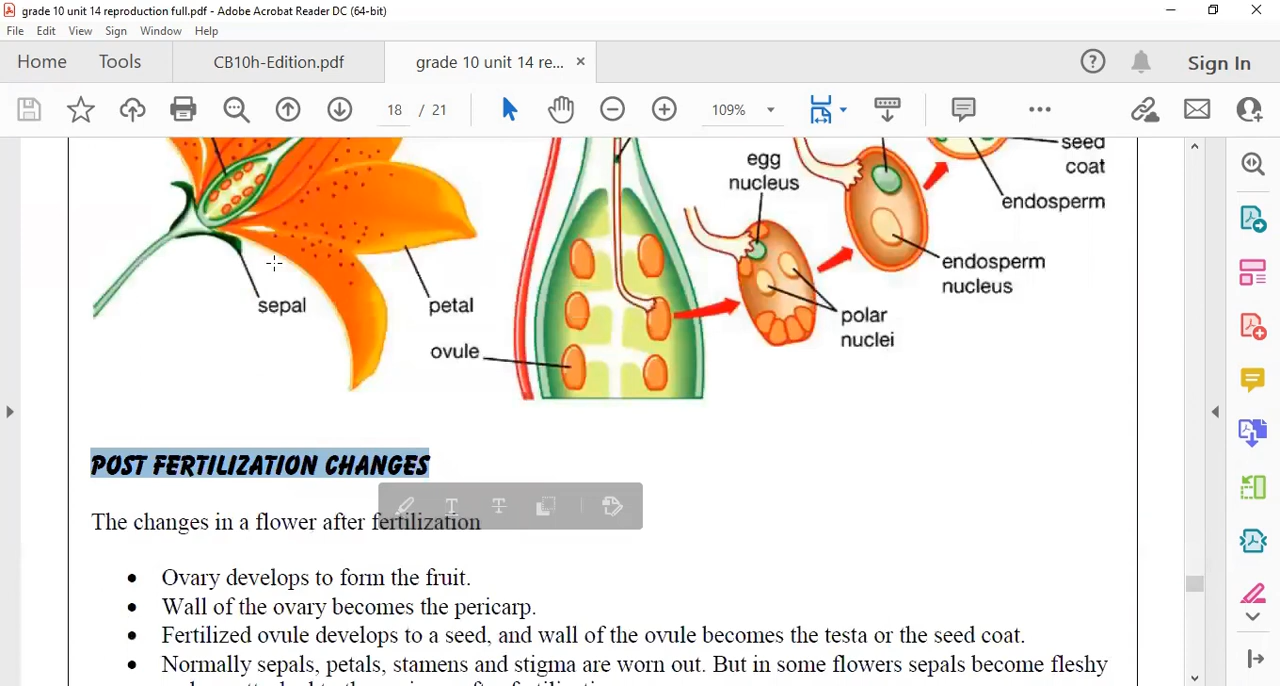 grade 10 unit 14 reproduction full.pdf - Adobe Acrobat Reader DC (64-bit)
File Edit View Sign Window Help
Home Tools CB10h-Edition.pdf grade 10 unit 14 re... × Sign In
18 / 21 109%
seed
coat
egg
nucleus
endosperm
endosperm
nucleus
sepal
petal
polar
nuclei
ovule
POST FERTILIZATION CHANGES
The changes in a flower after fertilization
• Ovary develops to form the fruit.
• Wall of the ovary becomes the pericarp.
• Fertilized ovule develops to a seed, and wall of the ovule becomes the testa or the seed coat.
• Normally sepals, petals, stamens and stigma are worn out. But in some flowers sepals become fleshy